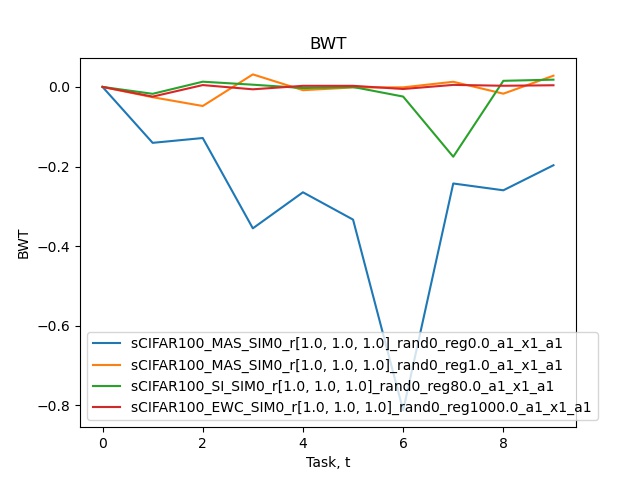 BWT
0.0
−0.2
−0.4
−0.6
−0.8
BWT
sCIFAR100_MAS_SIM0_r[1.0, 1.0, 1.0]_rand0_reg0.0_a1_x1_a1
sCIFAR100_MAS_SIM0_r[1.0, 1.0, 1.0]_rand0_reg1.0_a1_x1_a1
sCIFAR100_SI_SIM0_r[1.0, 1.0, 1.0]_rand0_reg80.0_a1_x1_a1
sCIFAR100_EWC_SIM0_r[1.0, 1.0, 1.0]_rand0_reg1000.0_a1_x1_a1
0 2 4 6 8
Task, t